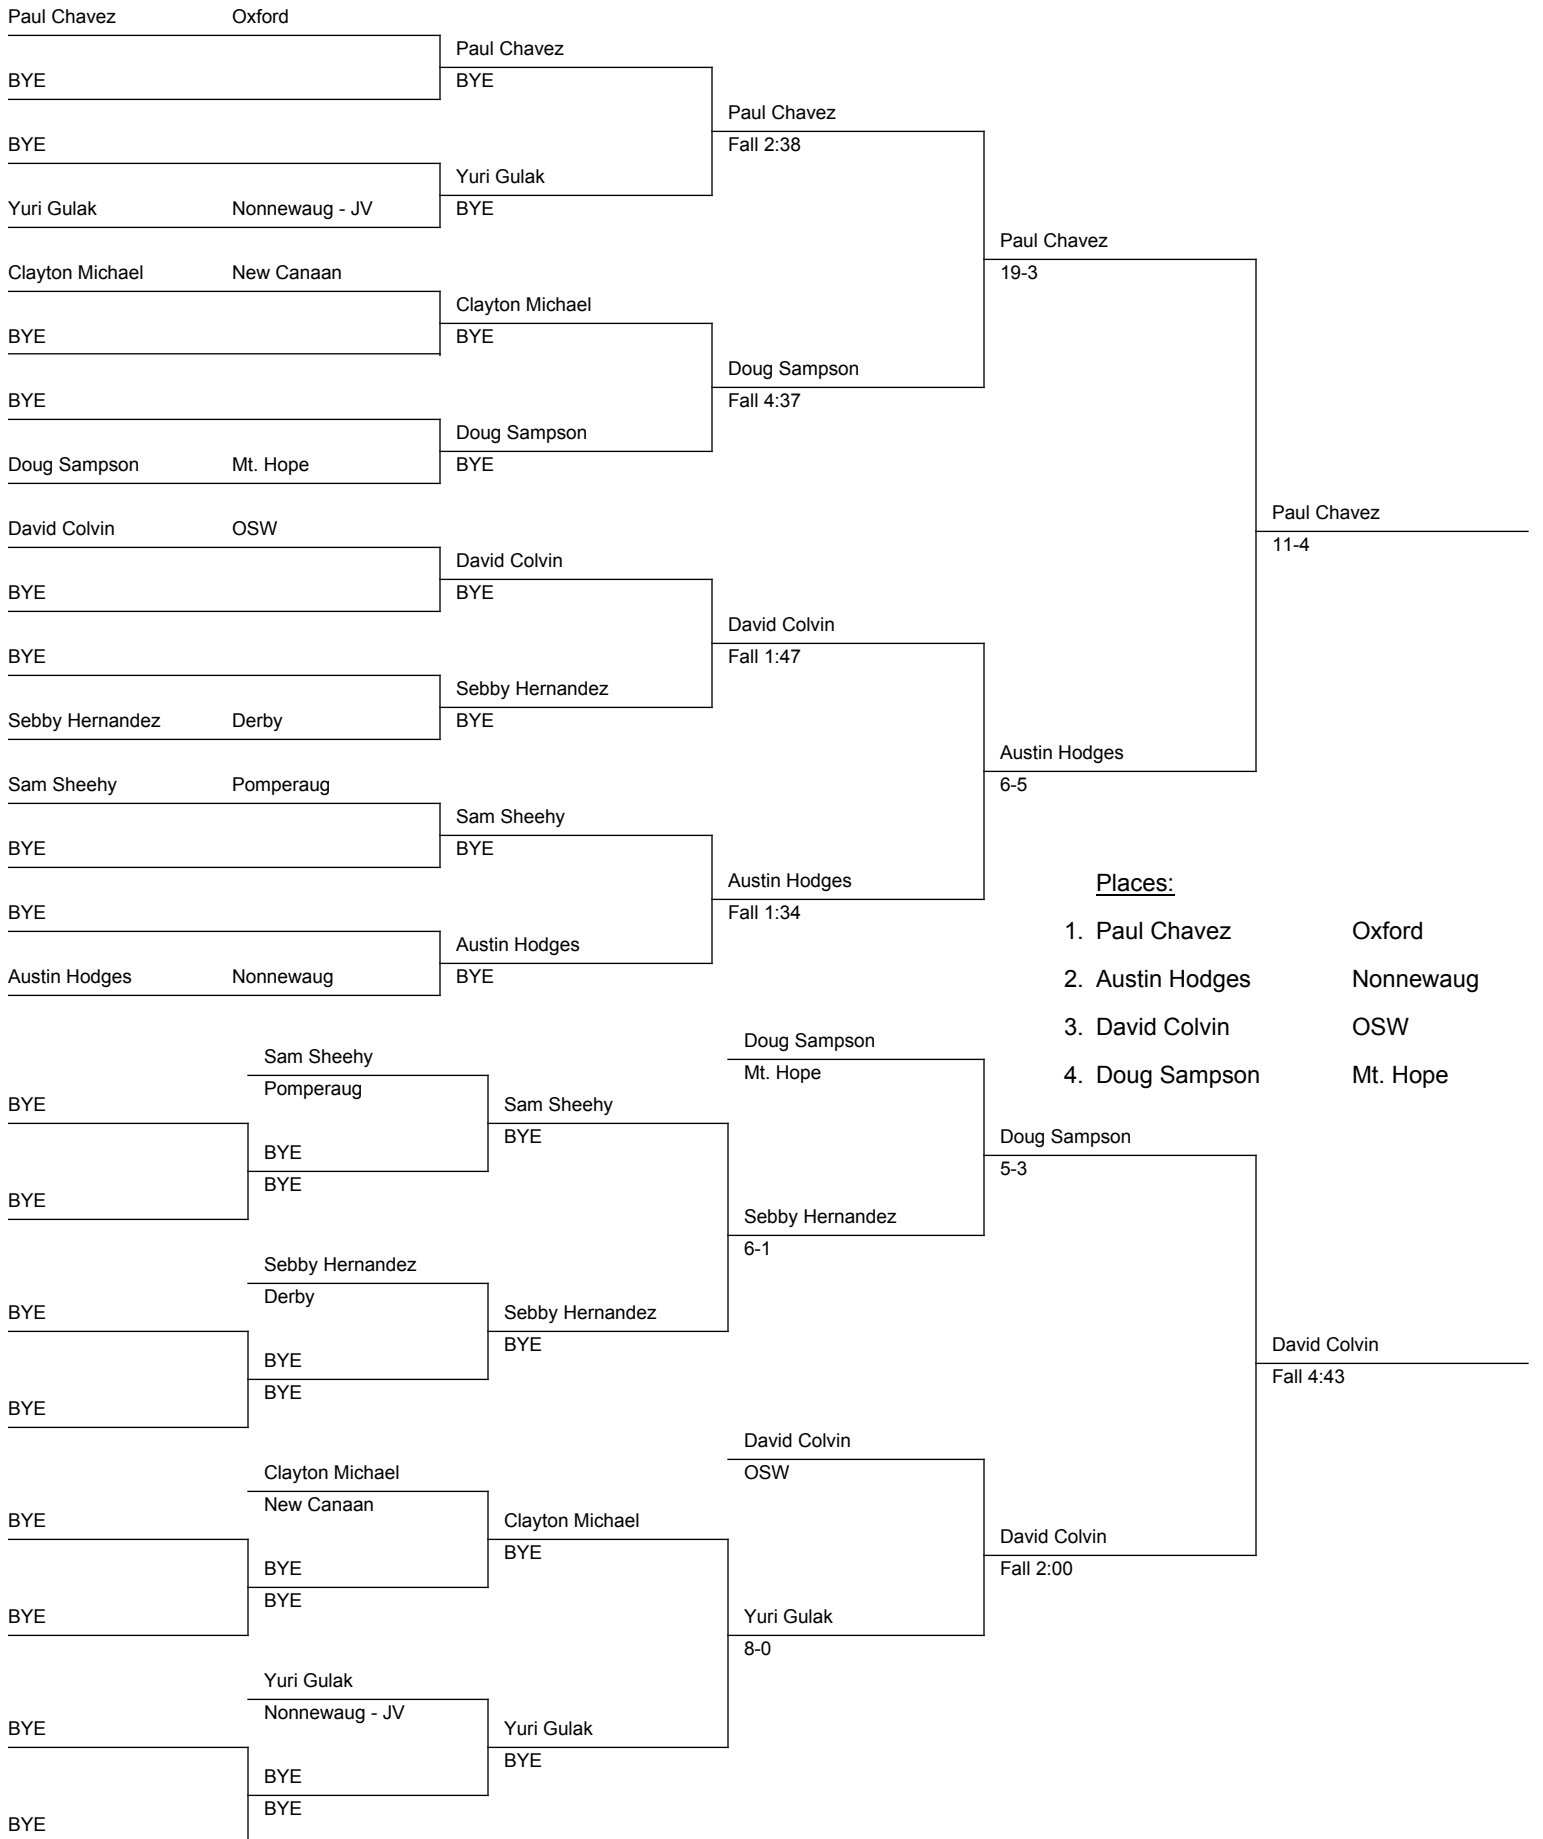 Paul Chavez Oxford
Paul Chavez
BYE
BYE
Paul Chavez
BYE
Fall 2:38
Yuri Gulak
Yuri Gulak Nonnewaug - JV
BYE
Paul Chavez
Clayton Michael New Canaan
19-3
Clayton Michael
BYE
BYE
Doug Sampson
BYE
Fall 4:37
Doug Sampson
Doug Sampson Mt. Hope
BYE
Paul Chavez
David Colvin OSW
11-4
David Colvin
BYE
BYE
David Colvin
BYE
Fall 1:47
Sebby Hernandez
Sebby Hernandez Derby
BYE
Austin Hodges
Sam Sheehy Pomperaug
6-5
Sam Sheehy
BYE
BYE
Austin Hodges
Places:
BYE
Fall 1:34
1. Paul Chavez Oxford
Austin Hodges
Austin Hodges Nonnewaug
BYE
2. Austin Hodges Nonnewaug
3. David Colvin OSW
Doug Sampson
Sam Sheehy
Mt. Hope
4. Doug Sampson Mt. Hope
Pomperaug
BYE
Sam Sheehy
BYE
Doug Sampson
BYE
5-3
BYE
BYE
Sebby Hernandez
6-1
Sebby Hernandez
Derby
BYE
Sebby Hernandez
BYE
David Colvin
BYE
Fall 4:43
BYE
BYE
David Colvin
OSW
Clayton Michael
New Canaan
BYE
Clayton Michael
BYE
David Colvin
BYE
Fall 2:00
BYE
BYE
Yuri Gulak
8-0
Yuri Gulak
Nonnewaug - JV
BYE
Yuri Gulak
BYE
BYE
BYE
BYE